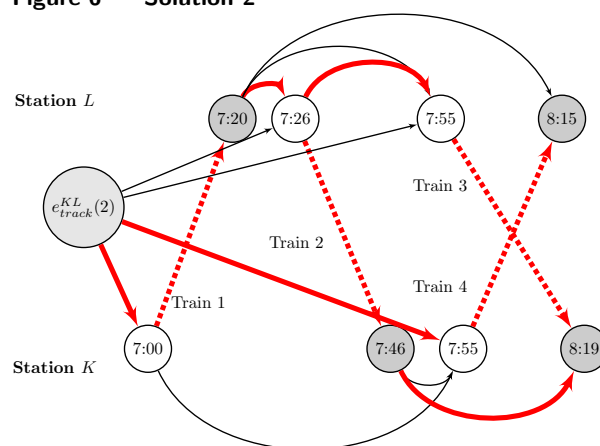 Figure 6 Solution 2
Station L
7:20
7:26
7:55
8:15
Train 3
e^{KL}_{track}(2)
Train 2
Train 4
Train 1
7:00
7:46
7:55
8:19
Station K